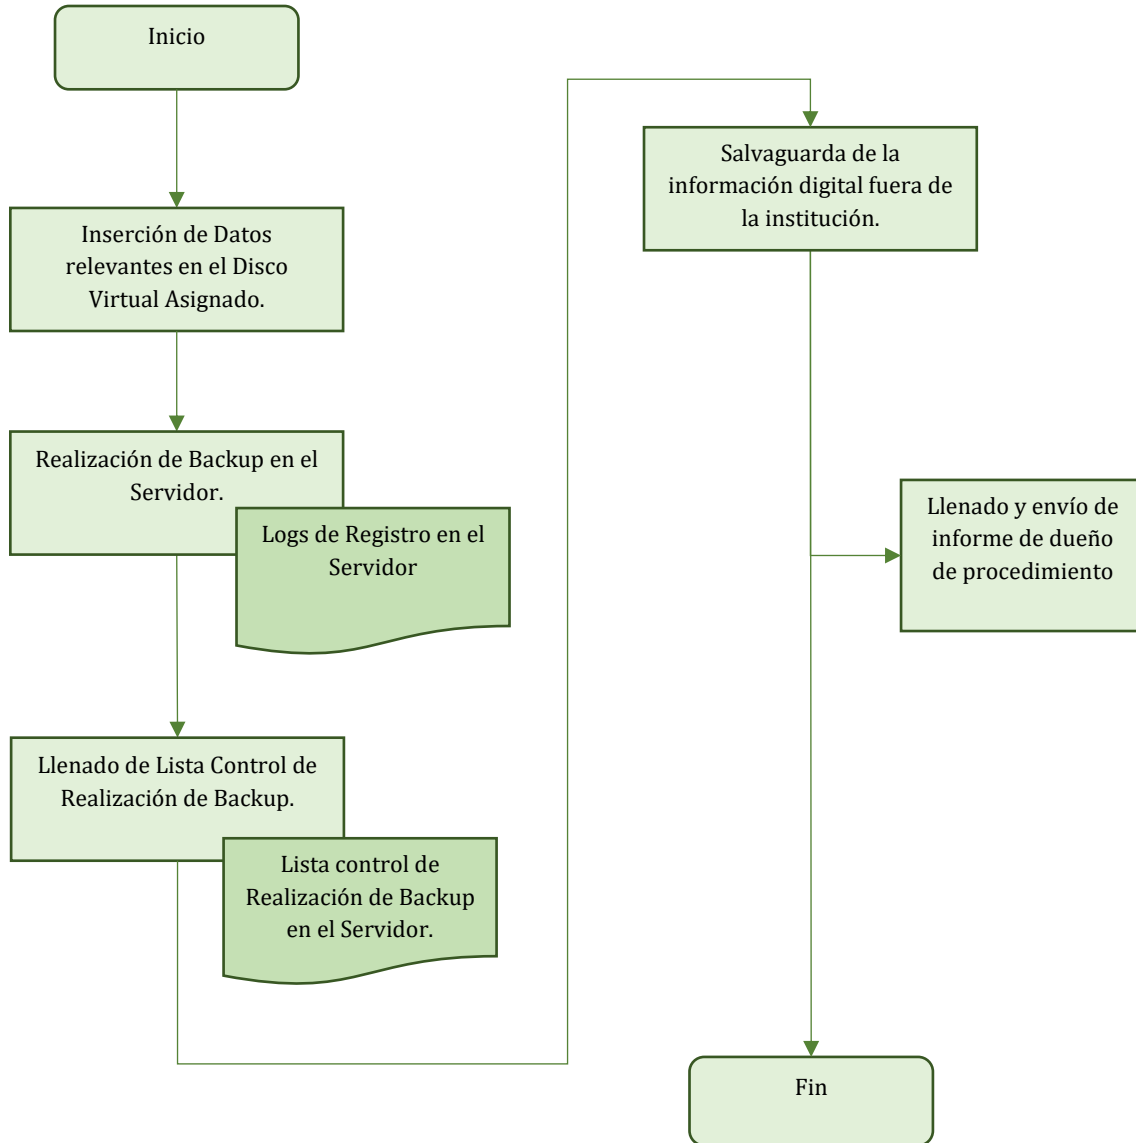 Inicio
Inserción de Datos
relevantes en el Disco
Virtual Asignado.
Realización de Backup en el
Servidor.
Logs de Registro en el
Servidor
Llenado de Lista Control de
Realización de Backup.
Lista control de
Realización de Backup
en el Servidor.
Salvaguarda de la
información digital fuera de
la institución.
Llenado y envío de
informe de dueño
de procedimiento
Fin